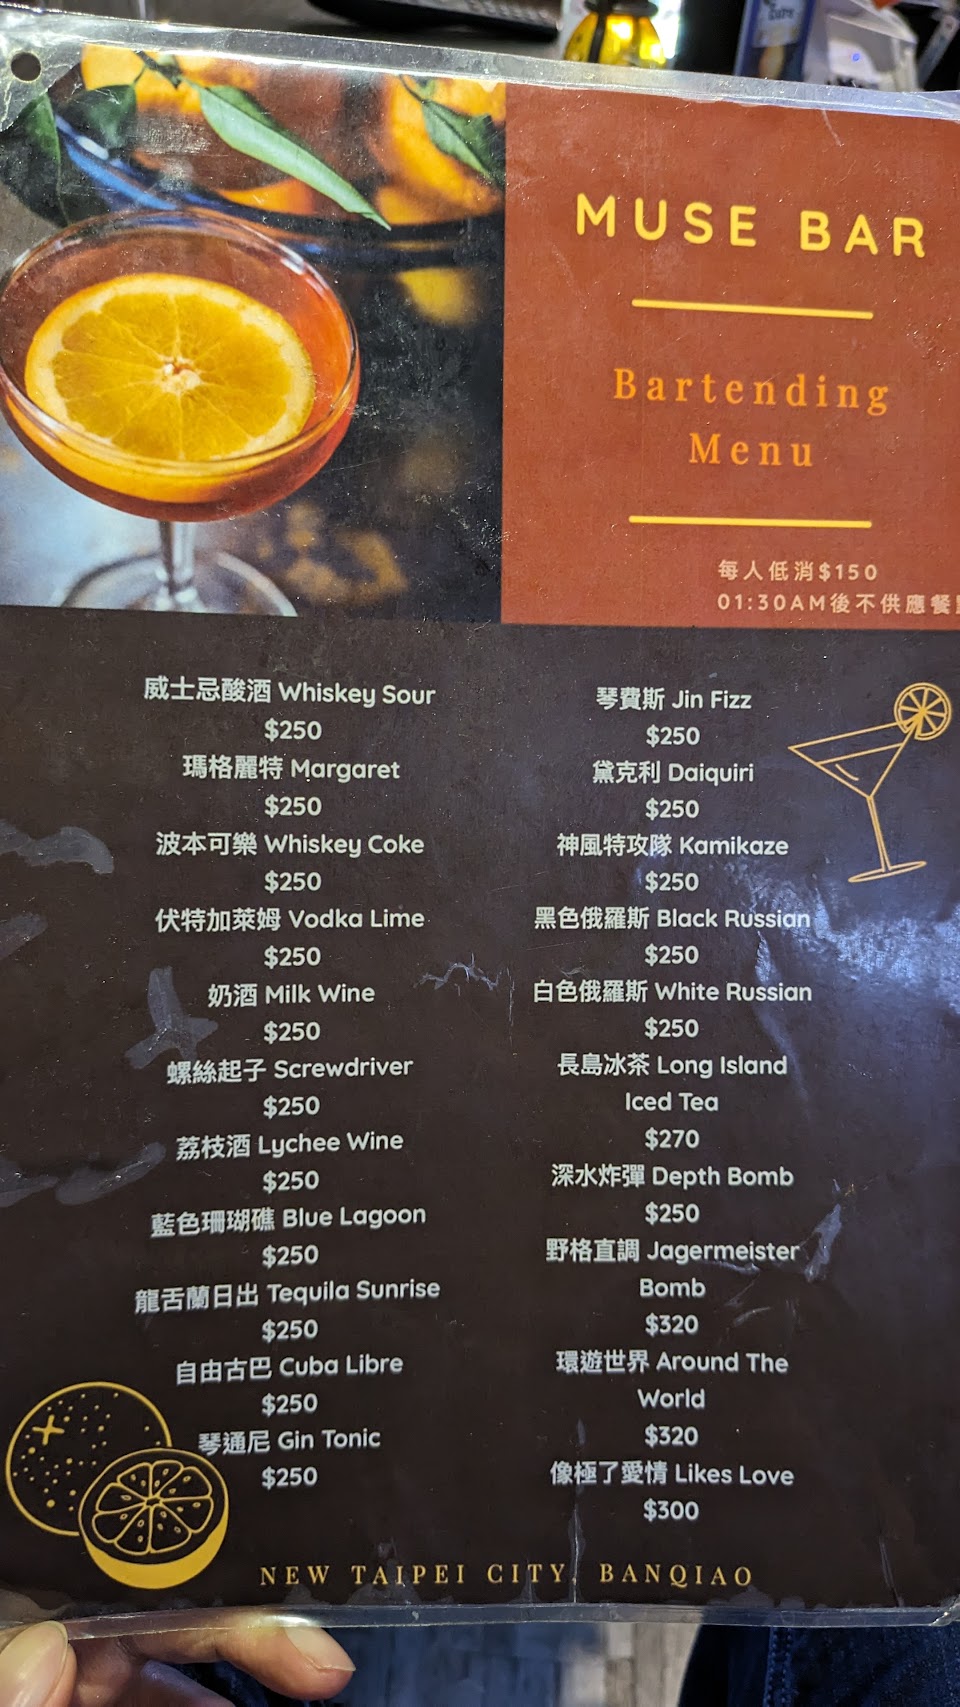 MUSE BAR
Bartending
Menu
每人低消$150
01:30AM後不供應餐
威士忌酸酒 Whiskey Sour
$250
瑪格麗特 Margaret
$250
波本可樂 Whiskey Coke
$250
伏特加萊姆 Vodka Lime
$250
奶酒 Milk Wine
$250
螺絲起子 Screwdriver
$250
荔枝酒 Lychee Wine
$250
藍色珊瑚礁 Blue Lagoon
$250
龍舌蘭日出 Tequila Sunrise
$250
自由古巴 Cuba Libre
$250
琴通尼 Gin Tonic
$250
琴費斯 Jin Fizz
$250
黛克利 Daiquiri
$250
神風特攻隊 Kamikaze
$250
黑色俄羅斯 Black Russian
$250
白色俄羅斯 White Russian
$250
長島冰茶 Long Island
Iced Tea
$270
深水炸彈 Depth Bomb
$250
野格直調 Jagermeister
Bomb
$320
環遊世界 Around The
World
$320
像極了愛情 Likes Love
$300
NEW TAIPEI CITY, BANQIAO